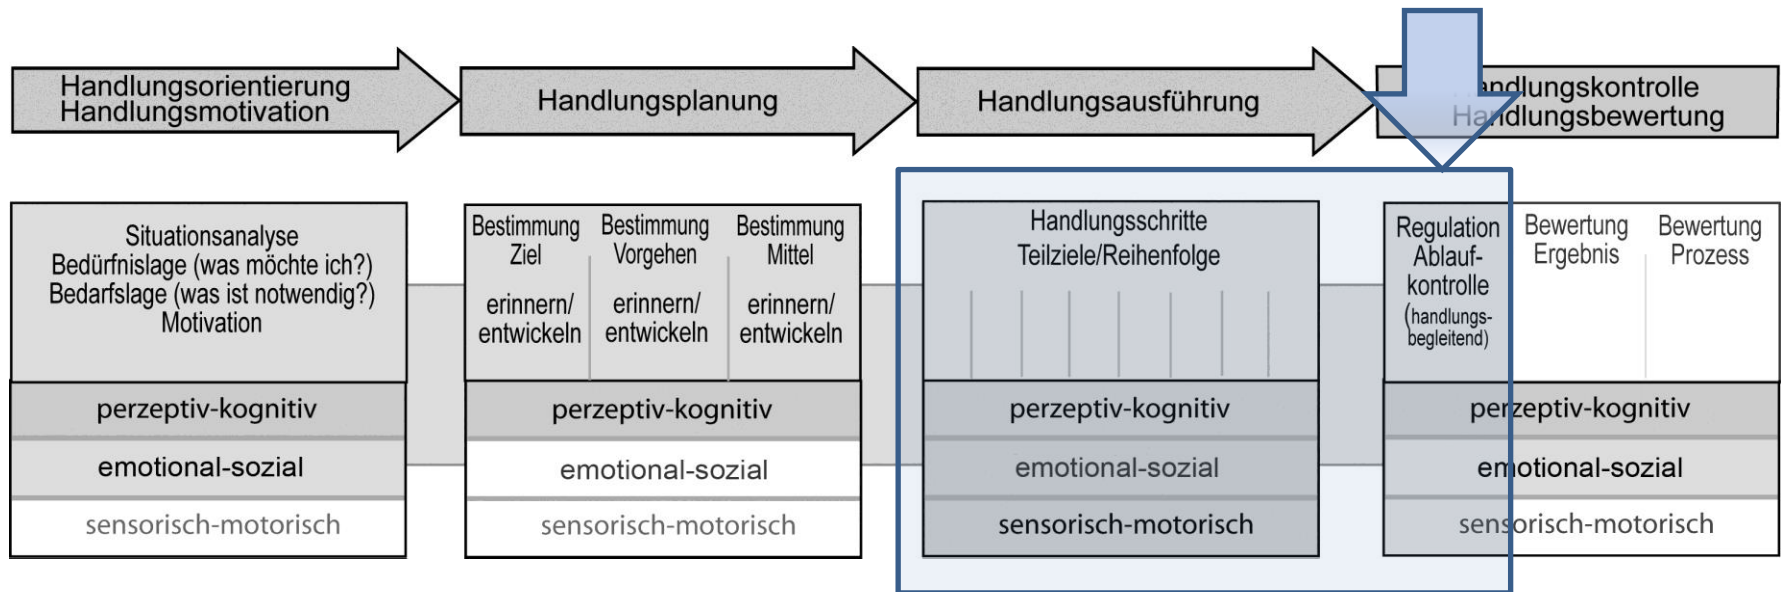 Handlungsorientierung
Handlungsmotivation
Handlungsplanung
Handlungsausführung
Handlungskontrolle
Handlungsbewertung
Situationsanalyse
Bedürfnislage (was möchte ich?)
Bedarfslage (was ist notwendig?)
Motivation
perzeptiv-kognitiv
emotional-sozial
sensorisch-motorisch
Bestimmung
Ziel
erinnern/
entwickeln
Bestimmung
Vorgehen
erinnern/
entwickeln
Bestimmung
Mittel
erinnern/
entwickeln
perzeptiv-kognitiv
emotional-sozial
sensorisch-motorisch
Handlungsschritte
Teilziele/Reihenfolge
perzeptiv-kognitiv
emotional-sozial
sensorisch-motorisch
Regulation
Ablauf-
kontrolle
(handlungs-
begleitend)
Bewertung
Ergebnis
Bewertung
Prozess
perzeptiv-kognitiv
emotional-sozial
sensorisch-motorisch